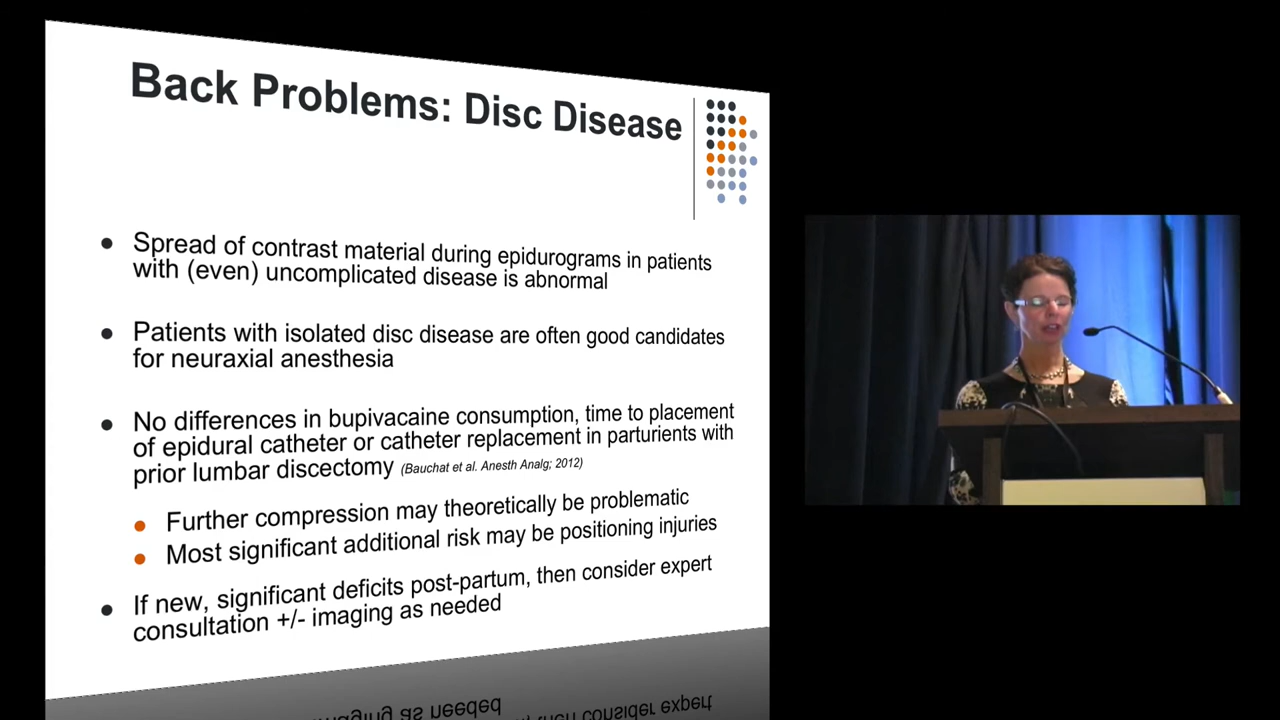 Back Problems: Disc Disease
Spread of contrast material during epidurograms in patients
with (even) uncomplicated disease is abnormal
Patients with isolated disc disease are often good candidates
for neuraxial anesthesia
No differences in bupivacaine consumption, time to placement
of epidural catheter or catheter replacement in parturients with
prior lumbar discectomy (Bauchat et al. Anesth Analg; 2012)
Further compression may theoretically be problematic
Most significant additional risk may be positioning injuries
If new, significant deficits post-partum, then consider expert
consultation +/- imaging as needed